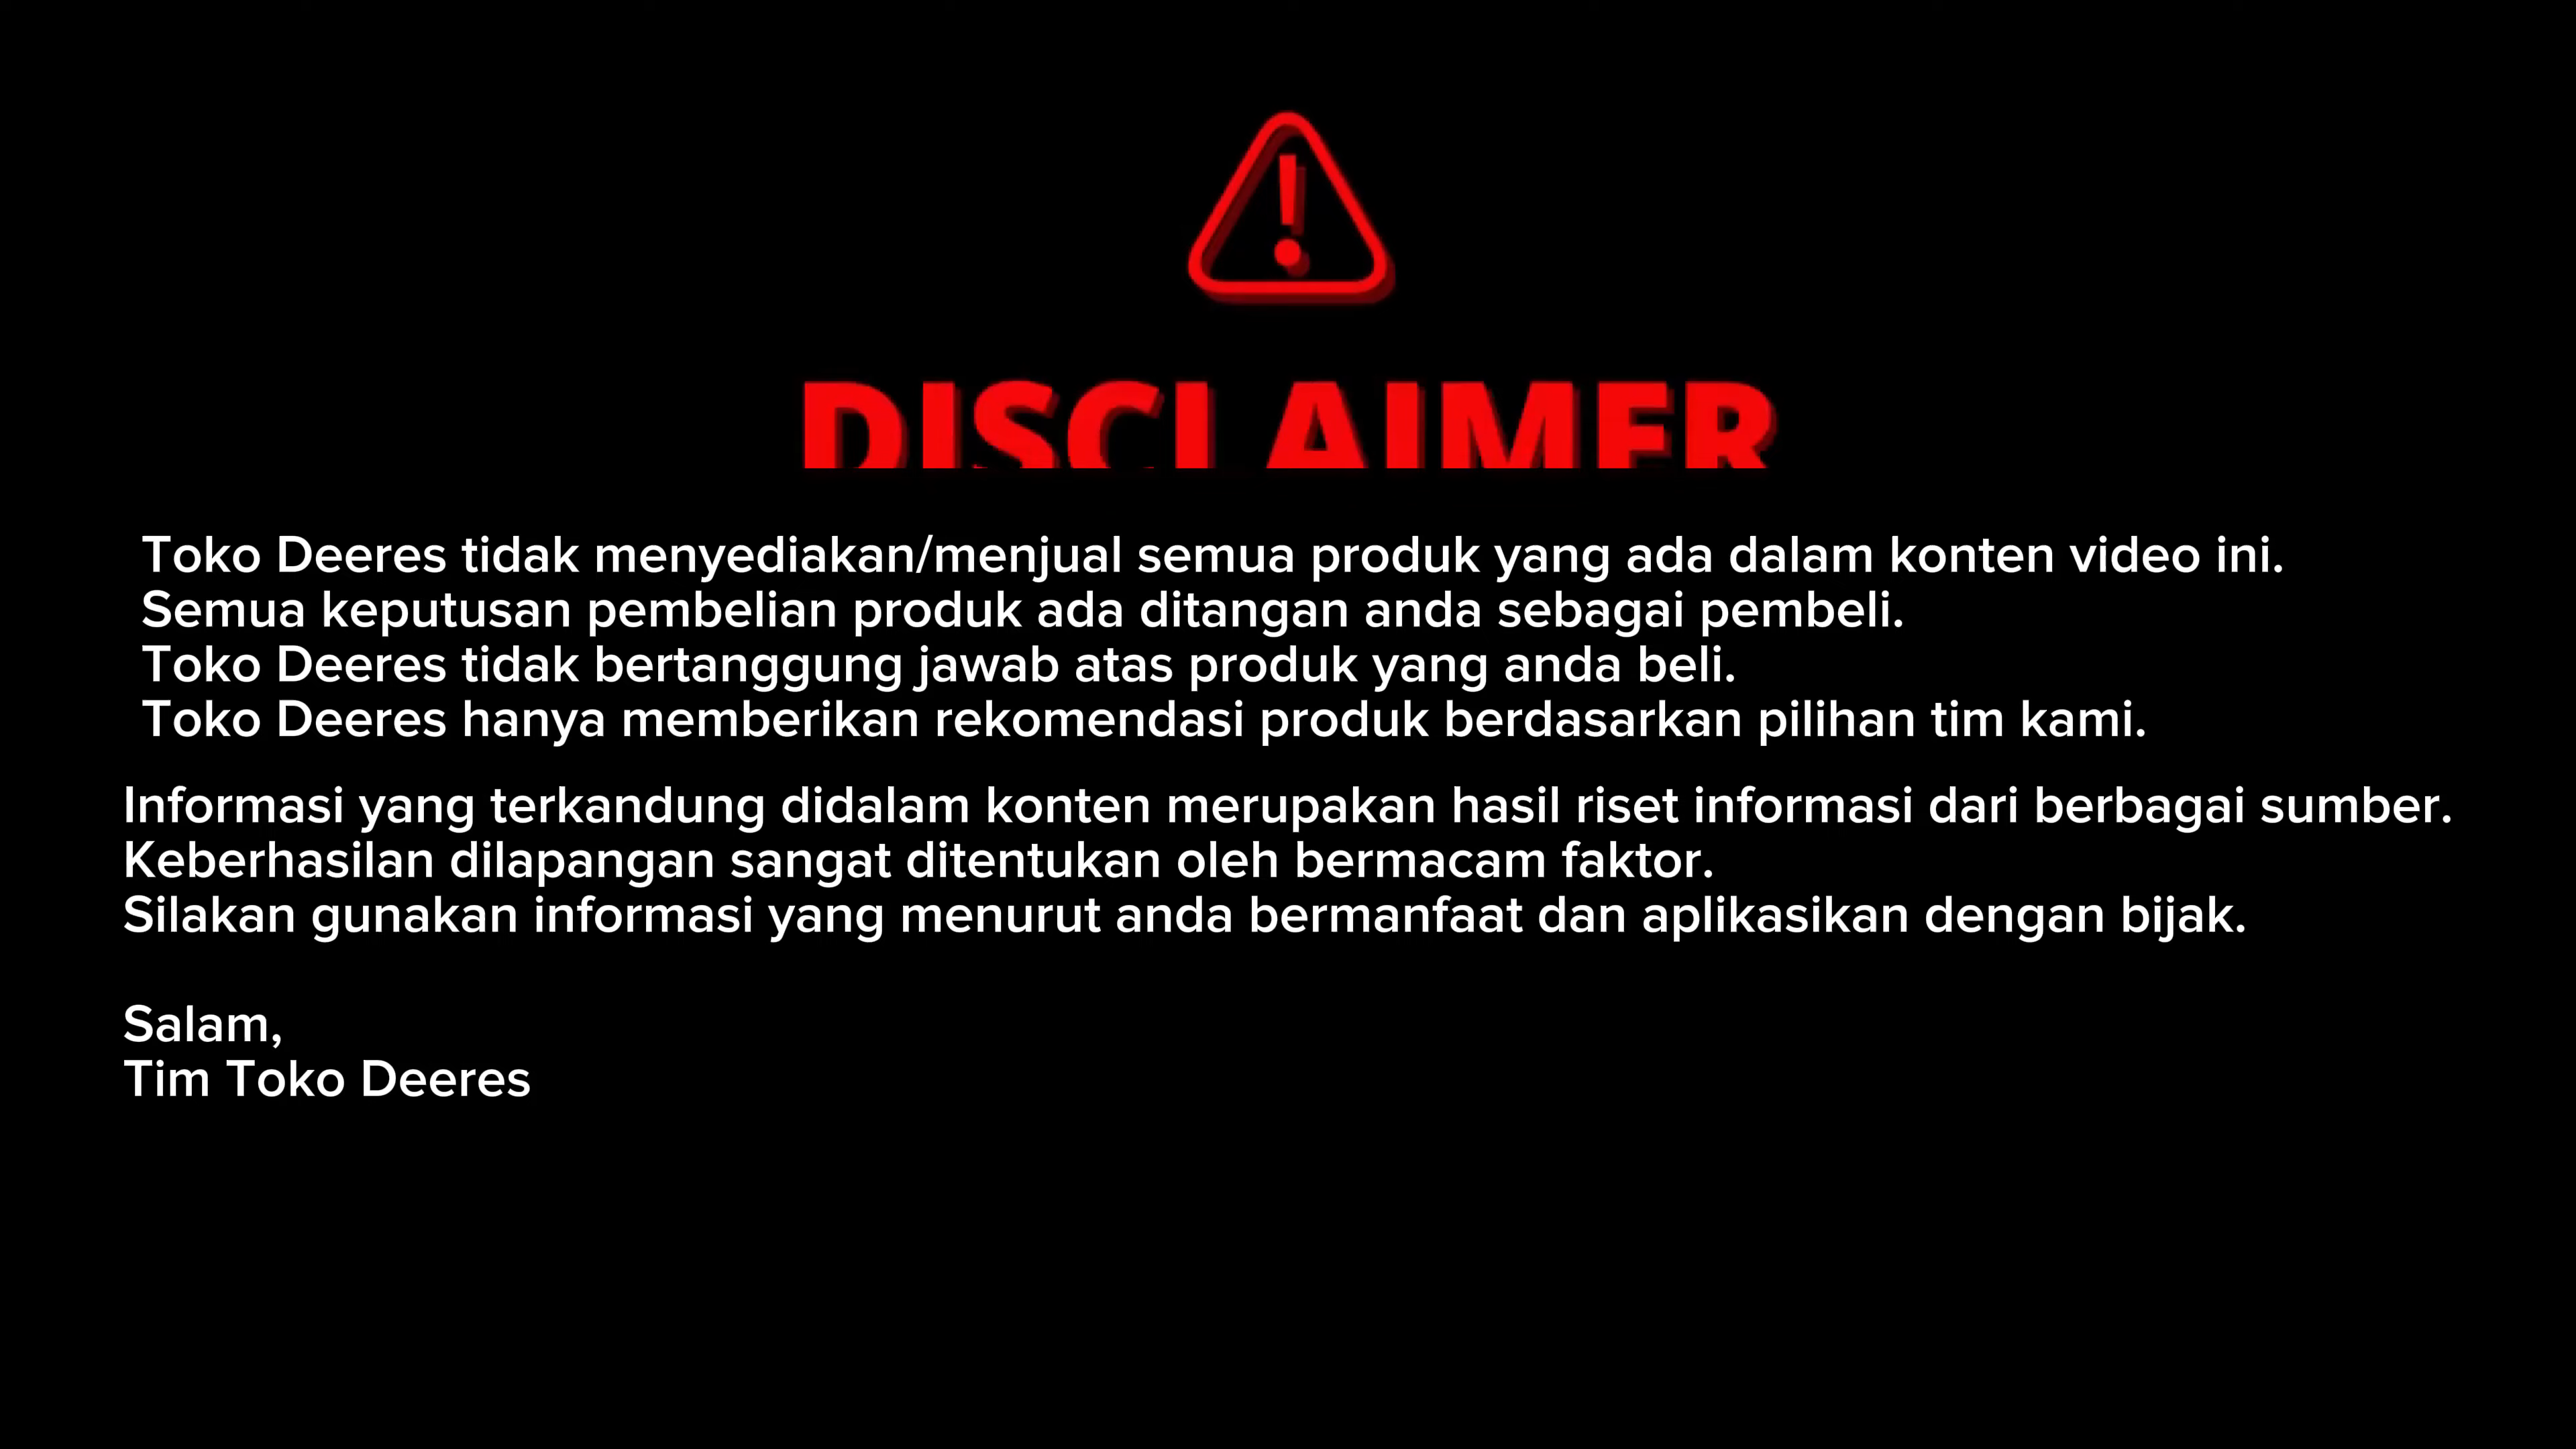 DISCLAIMER
Toko Deeres tidak menyediakan/menjual semua produk yang ada dalam konten video ini.
Semua keputusan pembelian produk ada ditangan anda sebagai pembeli.
Toko Deeres tidak bertanggung jawab atas produk yang anda beli.
Toko Deeres hanya memberikan rekomendasi produk berdasarkan pilihan tim kami.
Informasi yang terkandung didalam konten merupakan hasil riset informasi dari berbagai sumber.
Keberhasilan dilapangan sangat ditentukan oleh bermacam faktor.
Silakan gunakan informasi yang menurut anda bermanfaat dan aplikasikan dengan bijak.
Salam,
Tim Toko Deeres